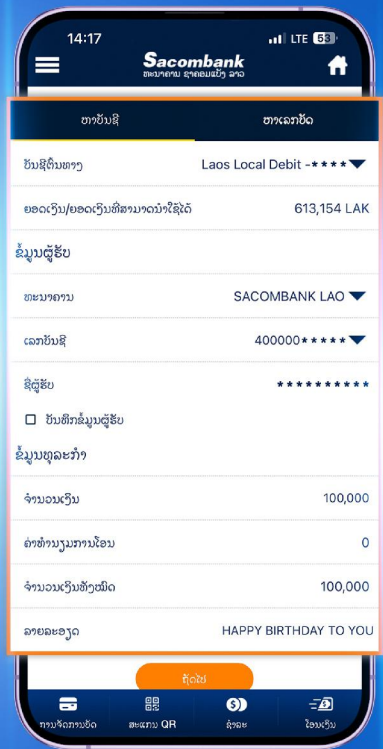 14:17
LTE 53
Sacombank
ທະນາຄານ ຊາຄອມແບ້ງ ລາວ
ຫາບັນຊີ ຫາເລກບັດ
ບັນຊີຕົ້ນທາງ Laos Local Debit -****
ຍອດເງິນ/ຍອດເງິນທີ່ສາມາດນຳໃຊ້ໄດ້ 613,154 LAK
ຂໍ້ມູນຜູ້ຮັບ
ທະນາຄານ SACOMBANK LAO
ເລກບັນຊີ 400000*****
ຊື່ຜູ້ຮັບ **********
ບັນທຶກຂໍ້ມູນຜູ້ຮັບ
ຂໍ້ມູນທຸລະກຳ
ຈຳນວນເງິນ 100,000
ຄ່າທຳນຽມການໂອນ 0
ຈຳນວນເງິນທັງໝົດ 100,000
ລາຍລະອຽດ HAPPY BIRTHDAY TO YOU
ຖັດໄປ
ການຈັດການບັດ ສະແກນ QR ຊຳລະ ໂອນເງິນ